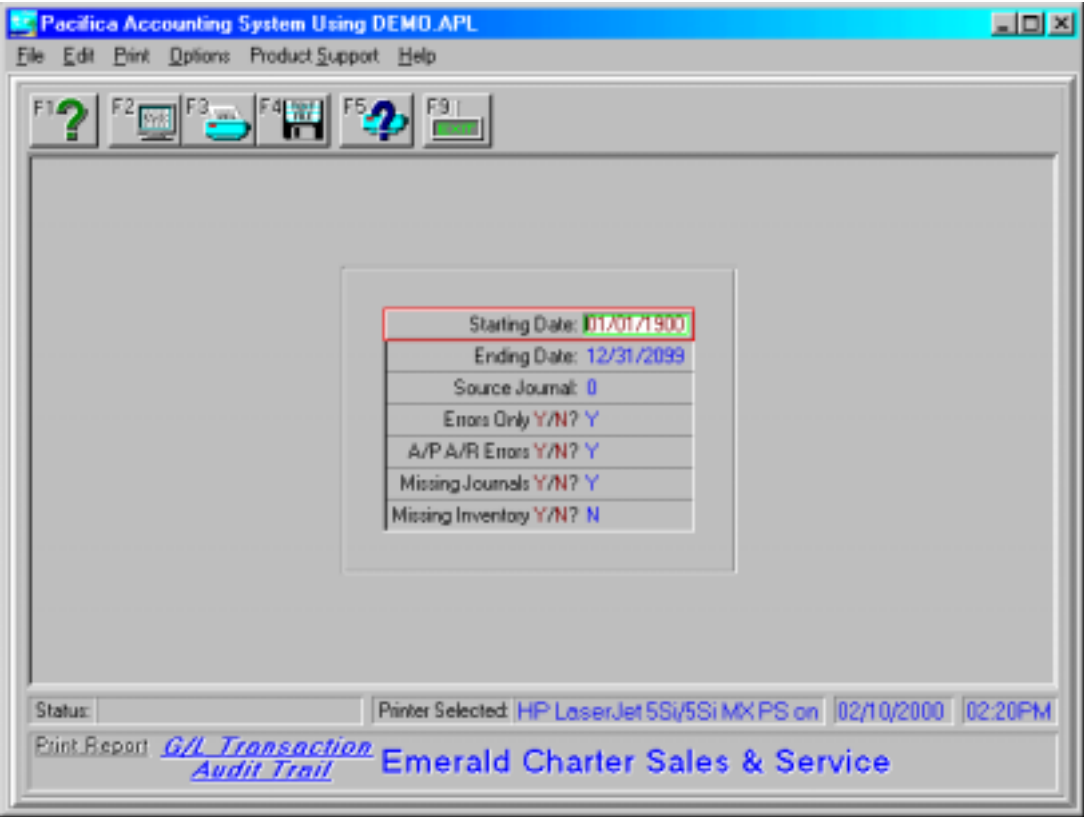 Pacifica Accounting System Using DEMO.APL
File Edit Print Options Product Support Help
F1 F2 F3 F4 F5 F9
Starting Date: 01/01/1900
Ending Date: 12/31/2099
Source Journal: 0
Errors Only Y/N? Y
A/P A/R Errors Y/N? Y
Missing Journals Y/N? Y
Missing Inventory Y/N? N
Status: Printer Selected: HP LaserJet 5Si/5Si MX PS on 02/10/2000 02:20PM
Print Report G/L Transaction
Audit Trail Emerald Charter Sales & Service